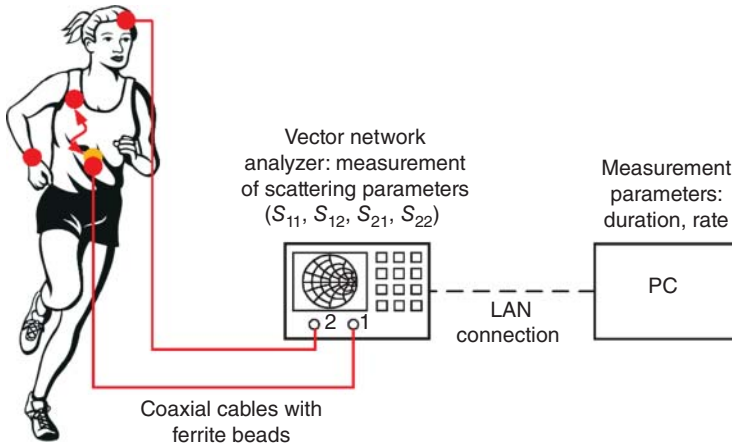 Vector network
analyzer: measurement
of scattering parameters
(S11, S12, S21, S22)
Measurement
parameters:
duration, rate
2 1
LAN
connection
PC
Coaxial cables with
ferrite beads